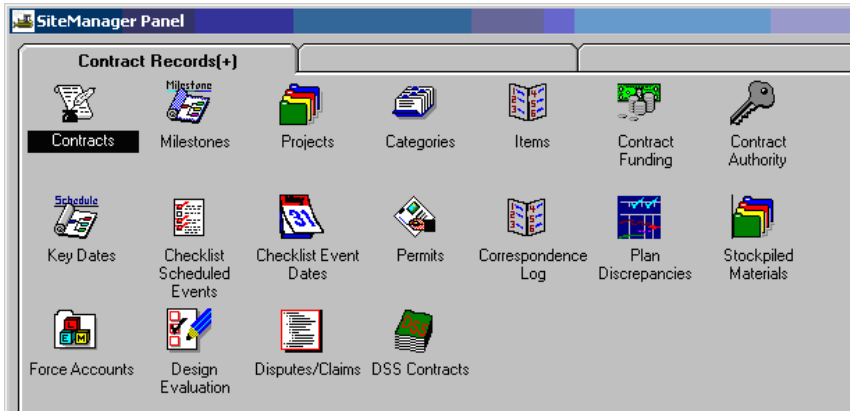 SiteManager Panel
Contract Records(+)
Milestone
Contracts
Milestones
Projects
Categories
Items
Contract
Funding
Contract
Authority
Schedule
31
Key Dates
Checklist
Scheduled
Events
Checklist Event
Dates
Permits
Correspondence
Log
Plan
Discrepancies
Stockpiled
Materials
L
E M
DSS
Force Accounts
Design
Evaluation
Disputes/Claims
DSS Contracts